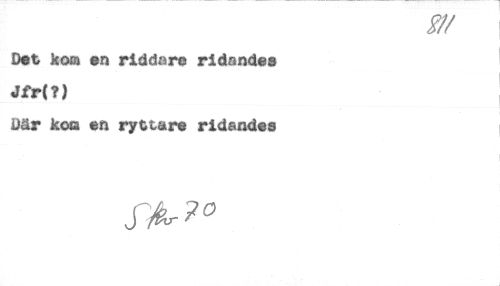 811
Det kom en riddare ridandes
Jfr(?)
Där kom en ryttare ridandes
Skv 70